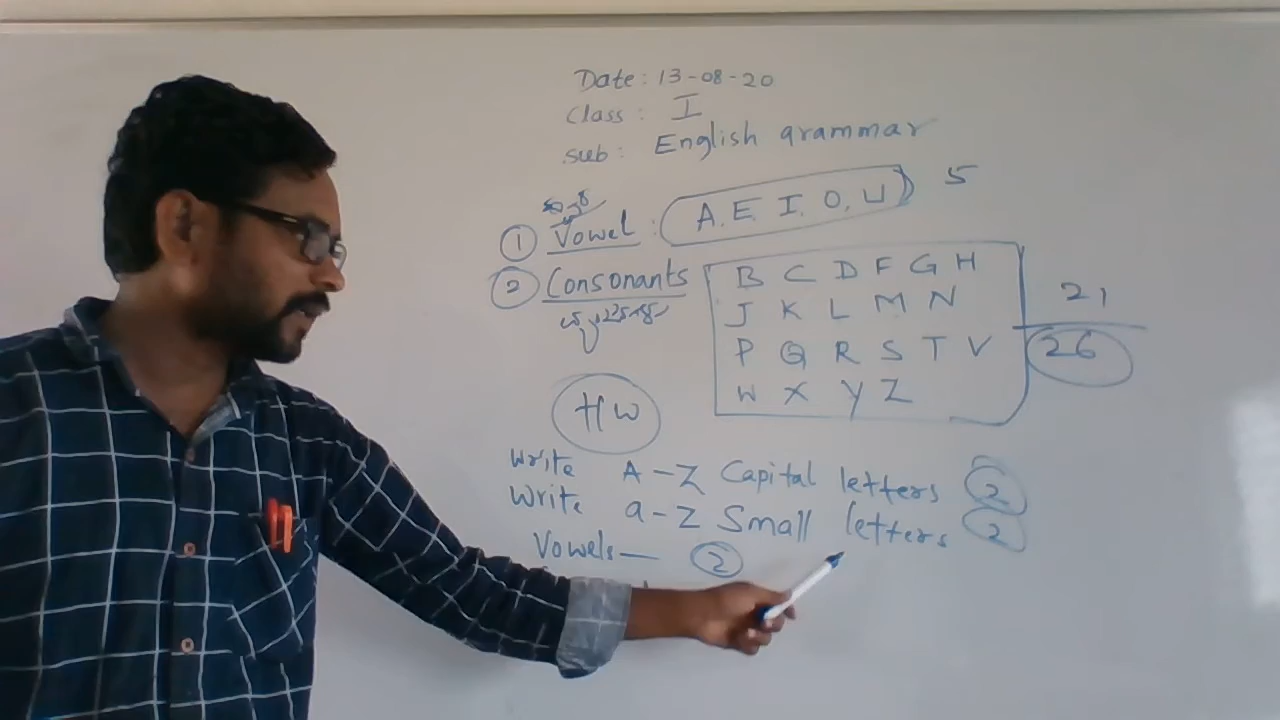 Date: 13-08-20
Class: I
Sub: English grammar
① Vowel : A, E, I, O, U 5
② Consonants
B C D F G H
J K L M N 21
P Q R S T V 26
W X Y Z
HW
Write A-Z Capital letters ②
Write a-z Small letters ②
Vowels— ②